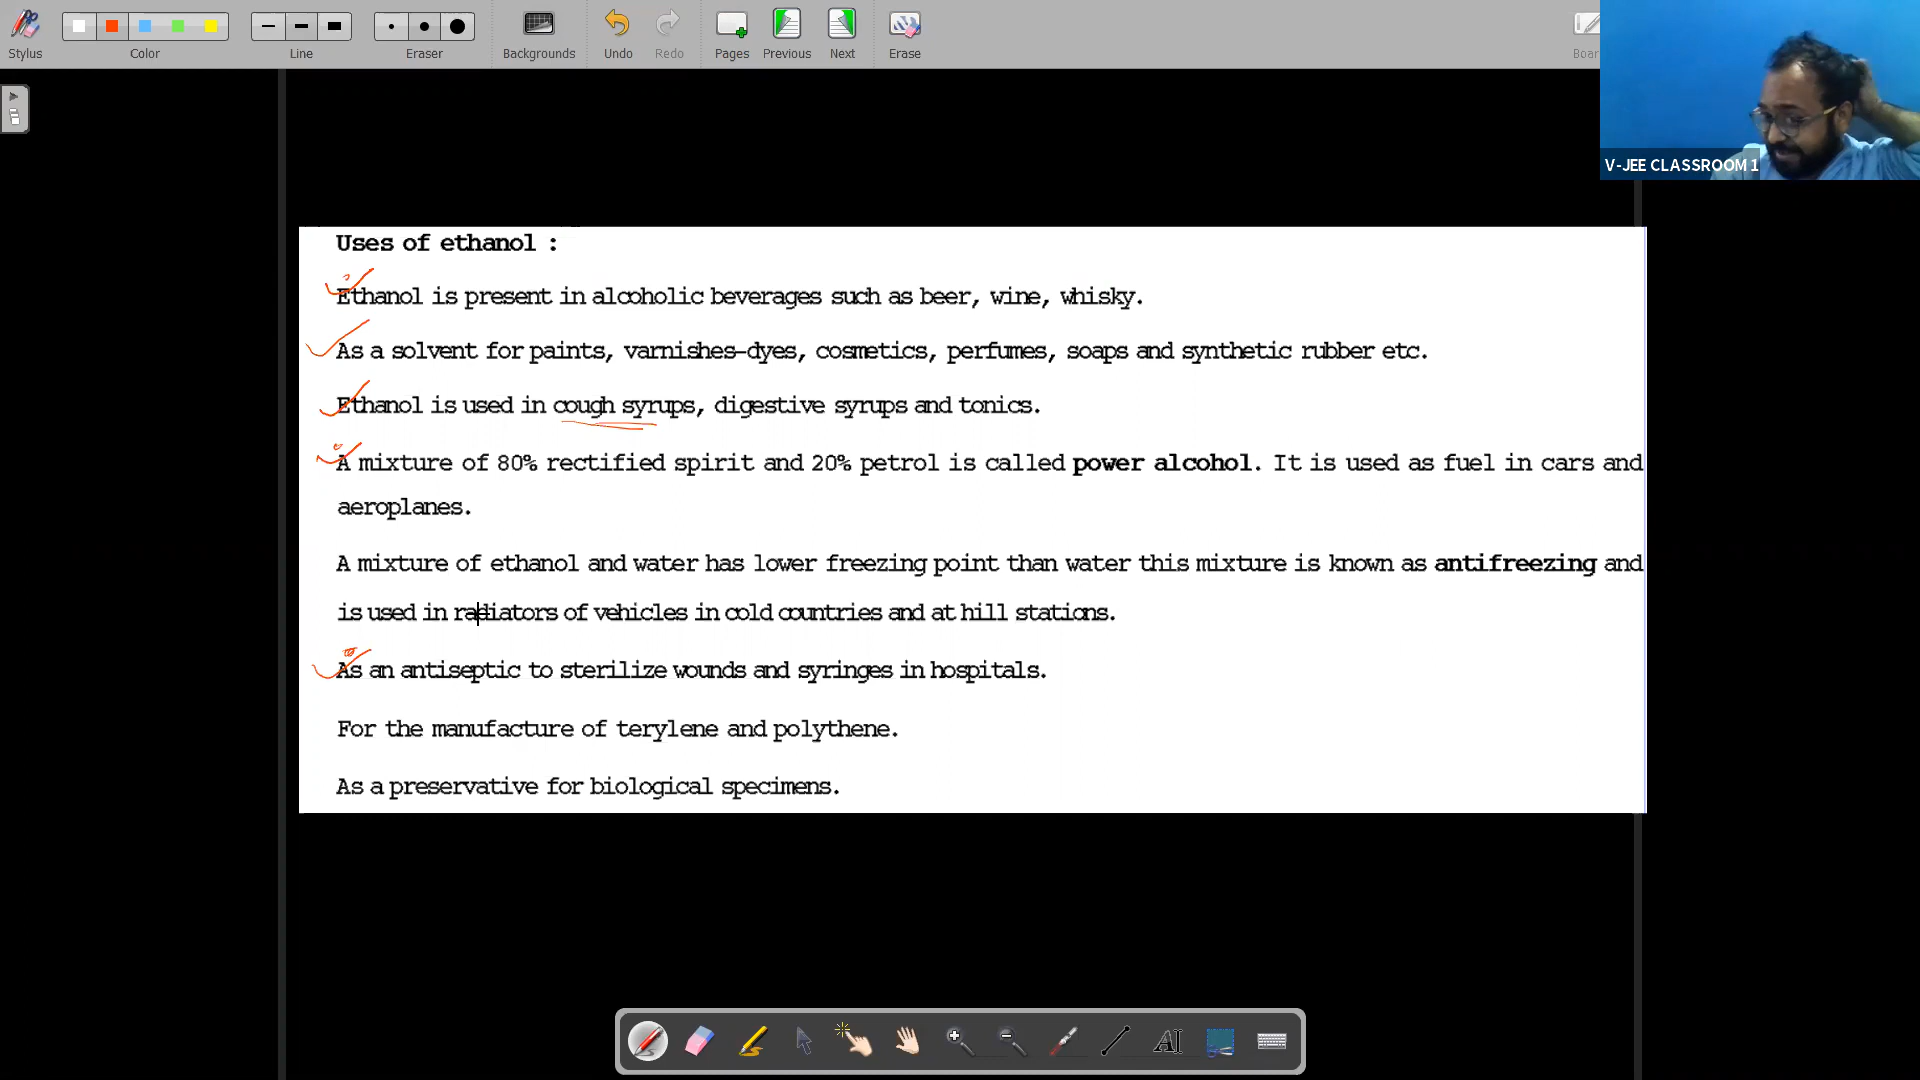 Stylus
Color
Line
Eraser
Backgrounds
Undo
Redo
Pages
Previous
Next
Erase
V-JEE CLASSROOM 1
Uses of ethanol :
Ethanol is present in alcoholic beverages such as beer, wine, whisky.
As a solvent for paints, varnishes-dyes, cosmetics, perfumes, soaps and synthetic rubber etc.
Ethanol is used in cough syrups, digestive syrups and tonics.
A mixture of 80% rectified spirit and 20% petrol is called power alcohol. It is used as fuel in cars and
aeroplanes.
A mixture of ethanol and water has lower freezing point than water this mixture is known as antifreezing and
is used in radiators of vehicles in cold countries and at hill stations.
As an antiseptic to sterilize wounds and syringes in hospitals.
For the manufacture of terylene and polythene.
As a preservative for biological specimens.